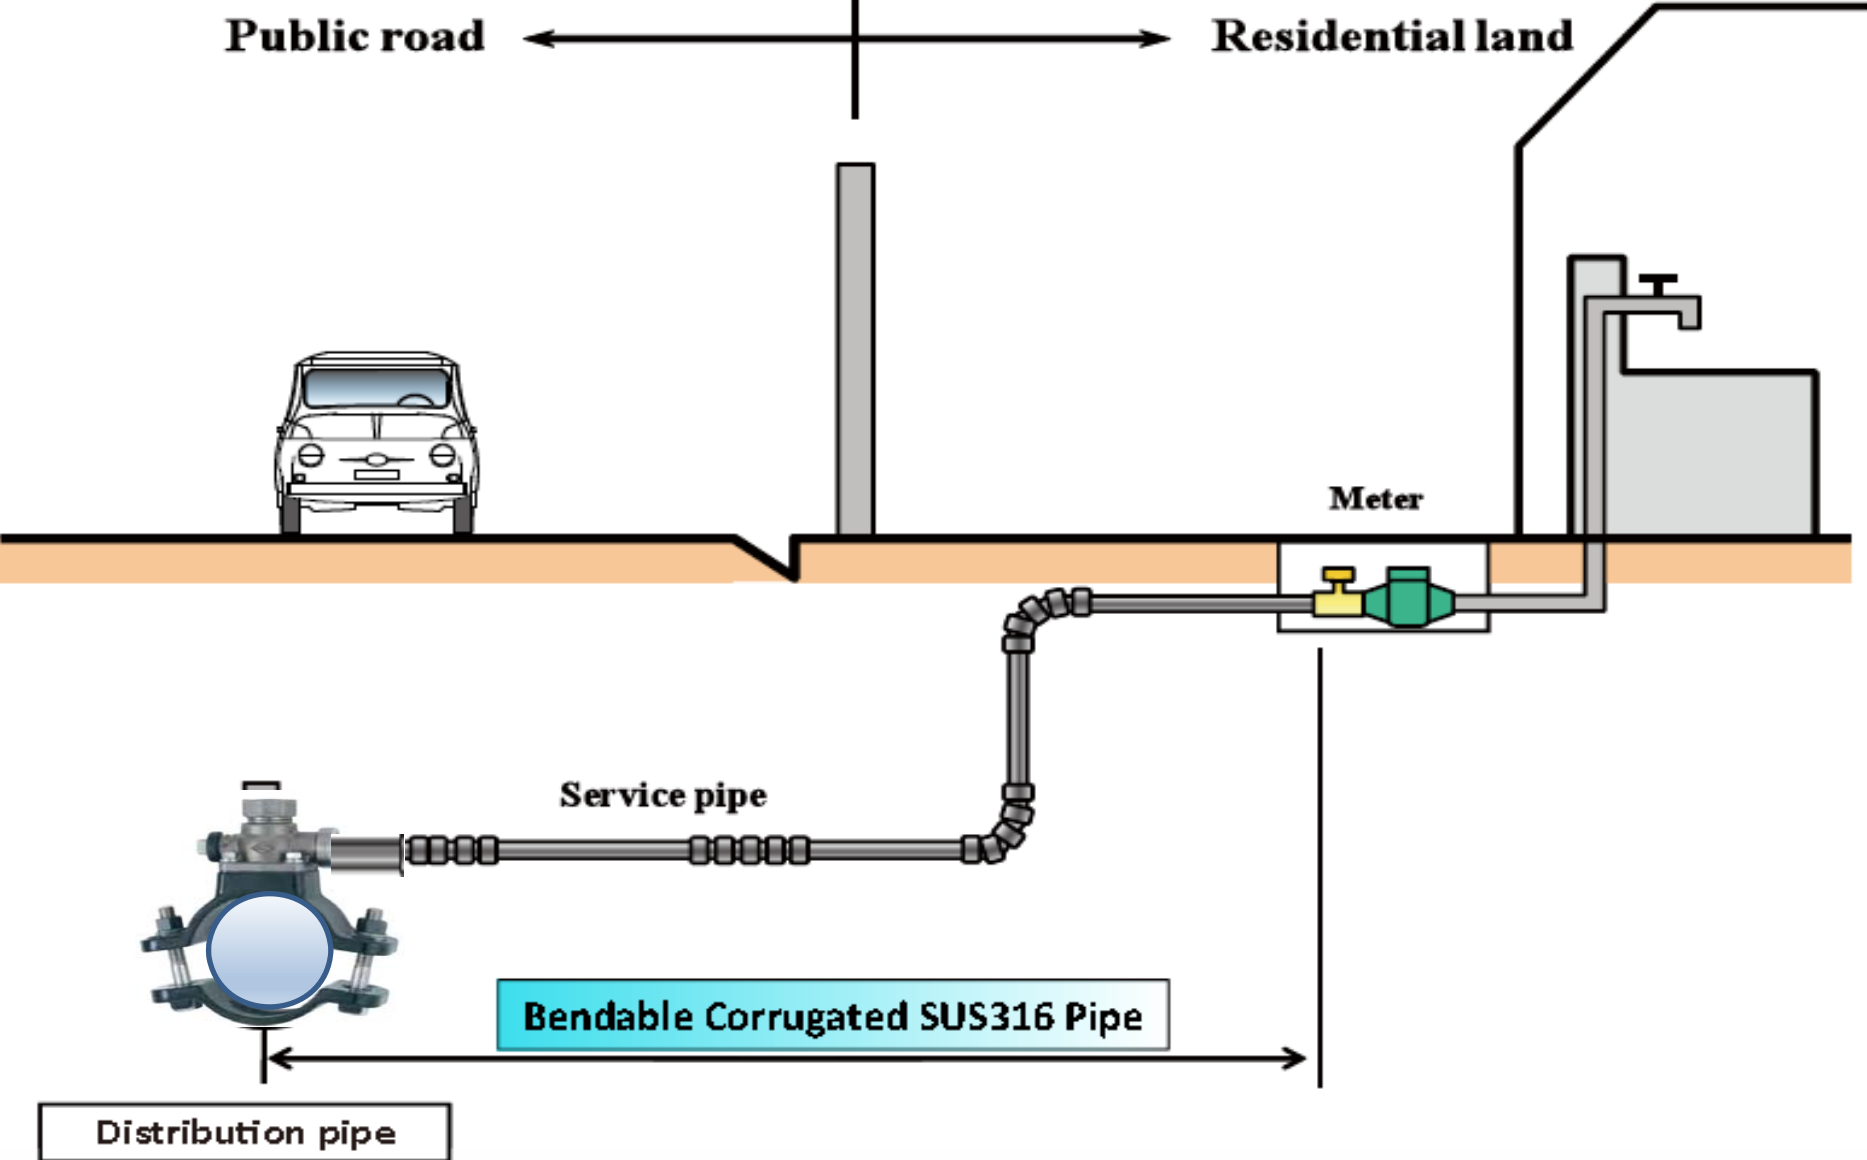 Public road
Residential land
Meter
Service pipe
Bendable Corrugated SUS316 Pipe
Distribution pipe